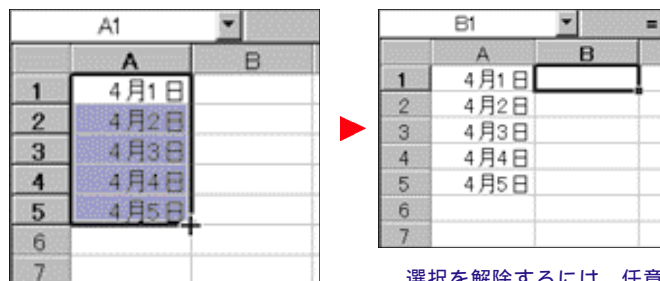 A1
A B
1 4月1日
2 4月2日
3 4月3日
4 4月4日
5 4月5日
6
7
B1 =
A B
1 4月1日
2 4月2日
3 4月3日
4 4月4日
5 4月5日
6
7
選択を解除するには、任意